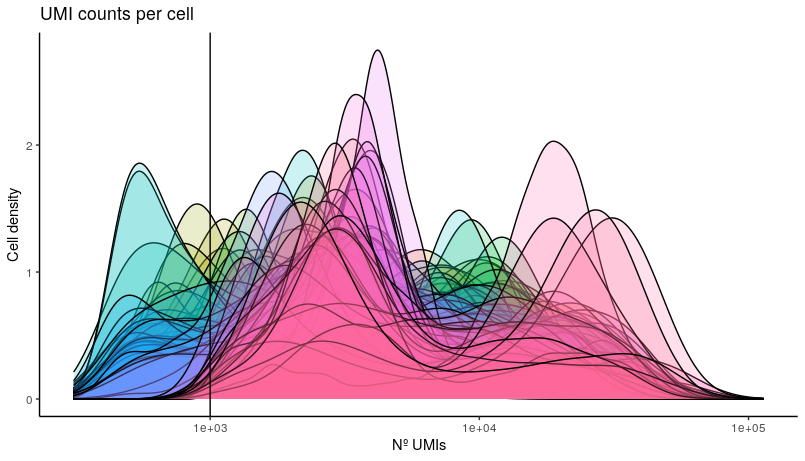 UMI counts per cell
Cell density
2
1
0
1e+03
1e+04
1e+05
Nº UMIs